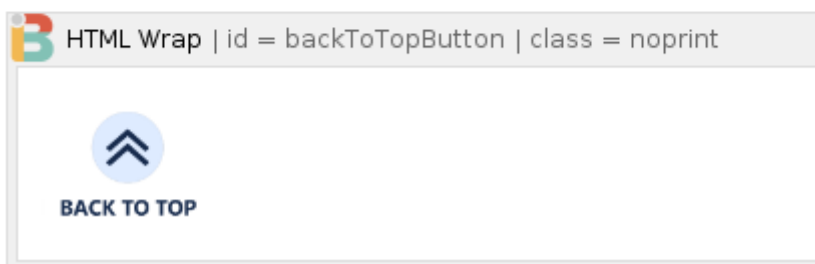 HTML Wrap | id = backToTopButton | class = noprint
BACK TO TOP